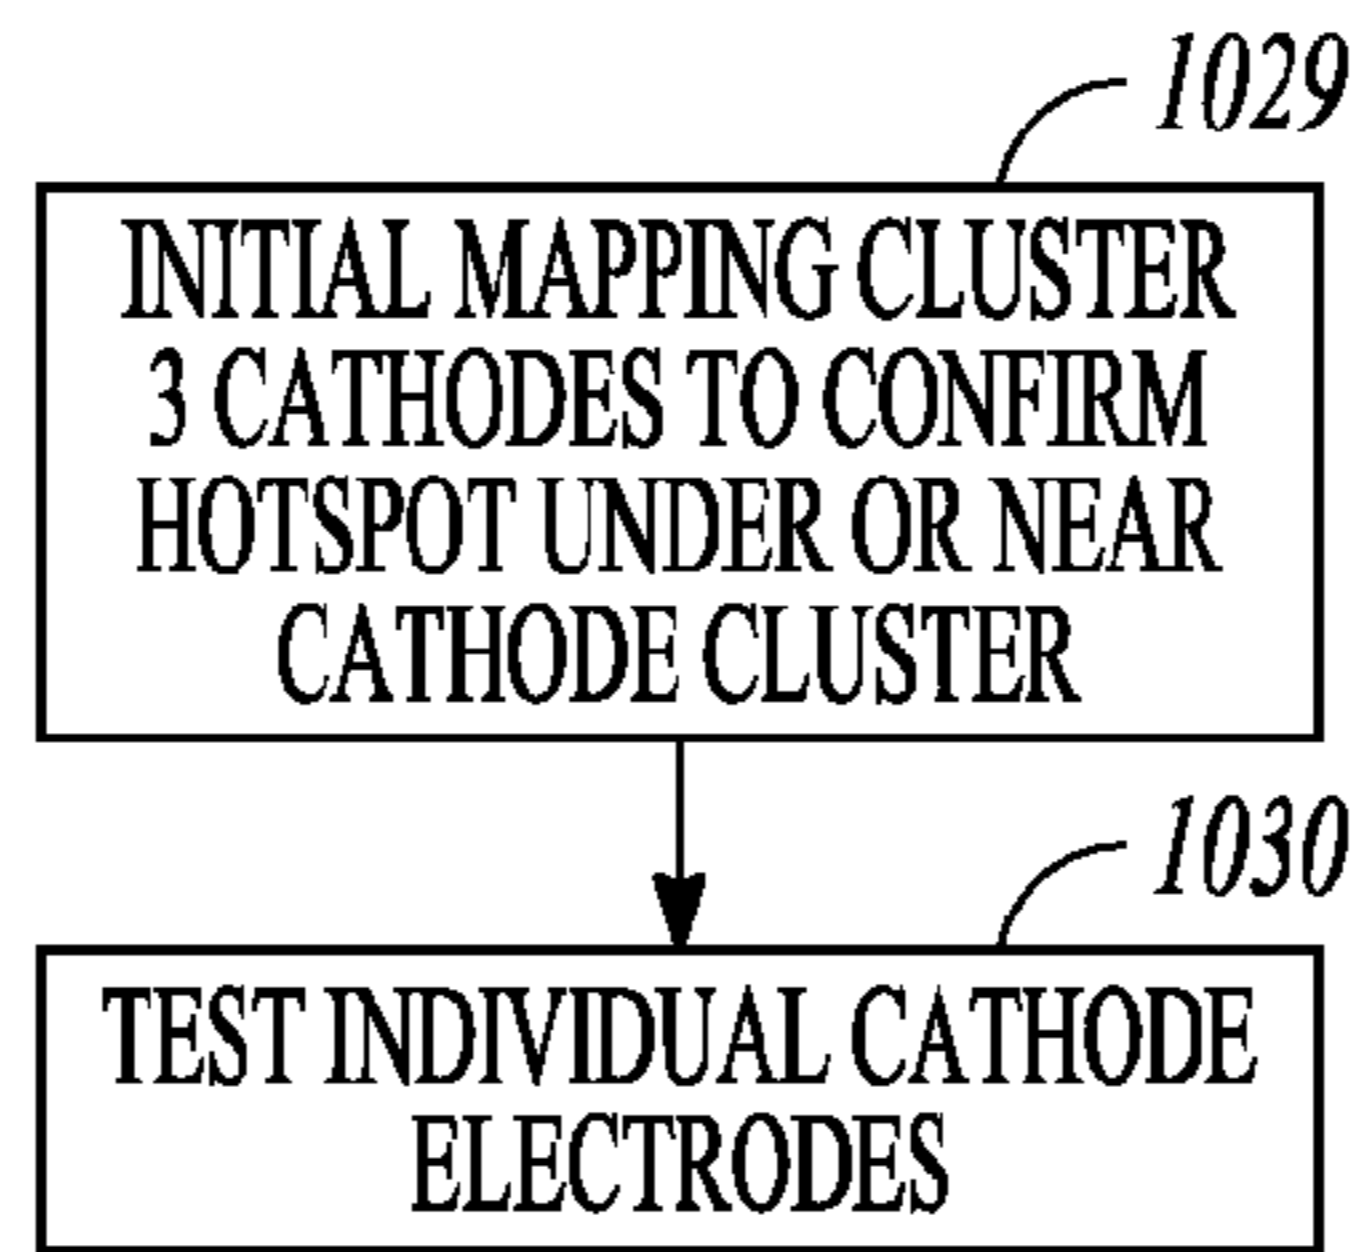 1029
INITIAL MAPPING CLUSTER
3 CATHODES TO CONFIRM
HOTSPOT UNDER OR NEAR
CATHODE CLUSTER
1030
TEST INDIVIDUAL CATHODE
ELECTRODES